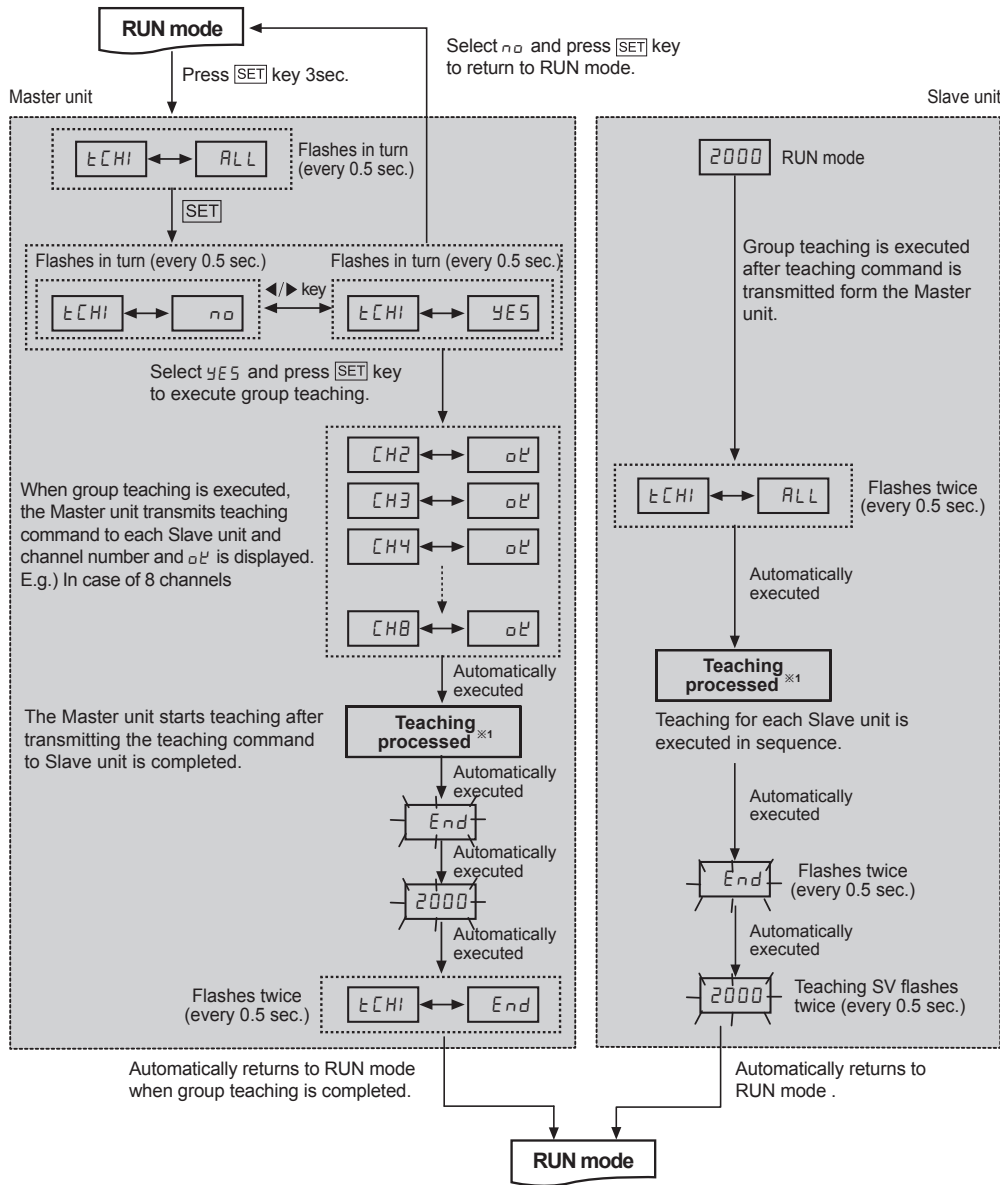 RUN mode
Select no and press SET key
to return to RUN mode.
Press SET key 3sec.
Master unit
Slave unit
tCHI
ALL
Flashes in turn
(every 0.5 sec.)
SET
Flashes in turn (every 0.5 sec.)
Flashes in turn (every 0.5 sec.)
◀/▶ key
tCHI
no
tCHI
YES
Select YES and press SET key
to execute group teaching.
CH2
oK
CH3
oK
CH4
oK
CH8
oK
When group teaching is executed,
the Master unit transmits teaching
command to each Slave unit and
channel number and oK is displayed.
E.g.) In case of 8 channels
Automatically
executed
Teaching
processed ※1
The Master unit starts teaching after
transmitting the teaching command
to Slave unit is completed.
Automatically
executed
End
Automatically
executed
2000
Automatically
executed
Flashes twice
(every 0.5 sec.)
tCHI
End
Automatically returns to RUN mode
when group teaching is completed.
2000
RUN mode
Group teaching is executed
after teaching command is
transmitted form the Master
unit.
tCHI
ALL
Flashes twice
(every 0.5 sec.)
Automatically
executed
Teaching
processed ※1
Teaching for each Slave unit is
executed in sequence.
Automatically
executed
End
Flashes twice
(every 0.5 sec.)
Automatically
executed
2000
Teaching SV flashes
twice (every 0.5 sec.)
Automatically returns to
RUN mode .
RUN mode